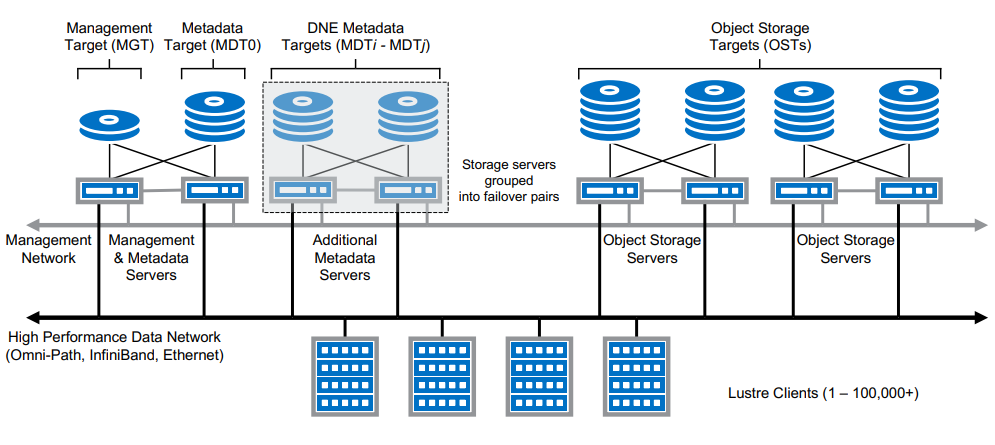 Management
Target (MGT)
Metadata
Target (MDT0)
DNE Metadata
Targets (MDTi - MDTj)
Object Storage
Targets (OSTs)
Storage servers
grouped
into failover pairs
Management
Network
Management
& Metadata
Servers
Additional
Metadata
Servers
Object Storage
Servers
Object Storage
Servers
High Performance Data Network
(Omni-Path, InfiniBand, Ethernet)
Lustre Clients (1 – 100,000+)